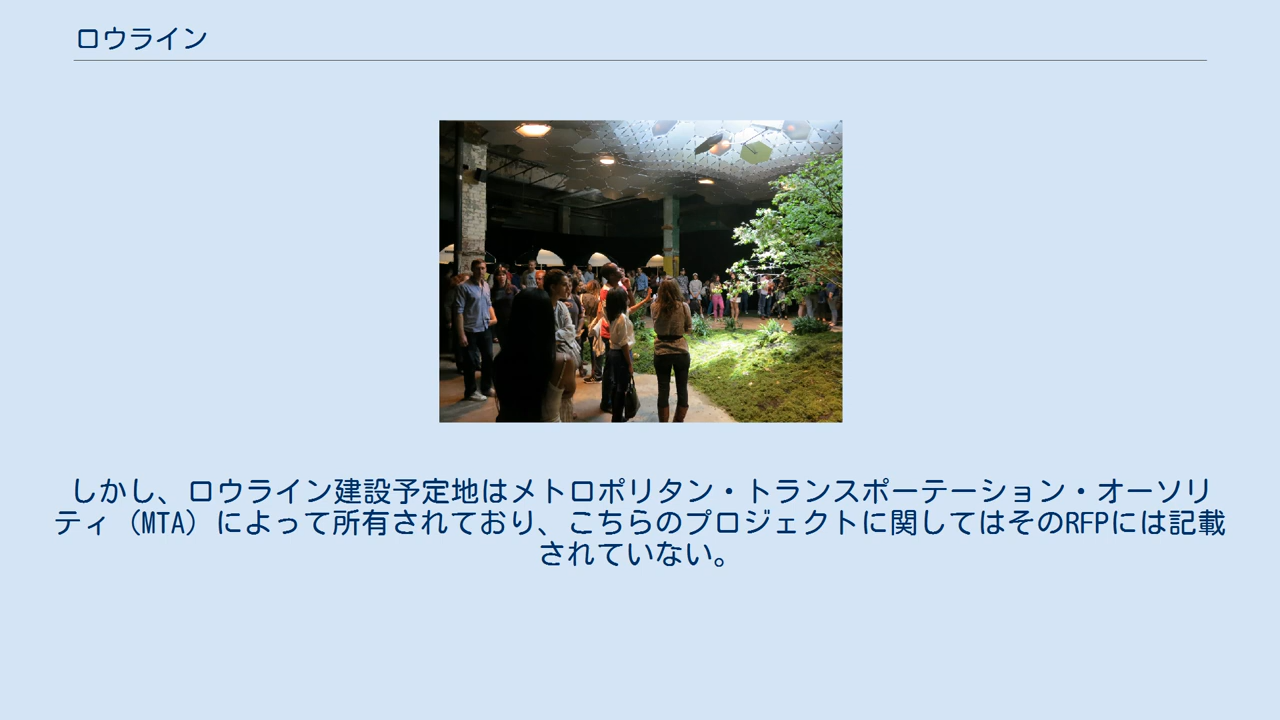 ロウライン
しかし、ロウライン建設予定地はメトロポリタン・トランスポーテーション・オーソリ
ティ（MTA）によって所有されており、こちらのプロジェクトに関してはそのRFPには記載
されていない。